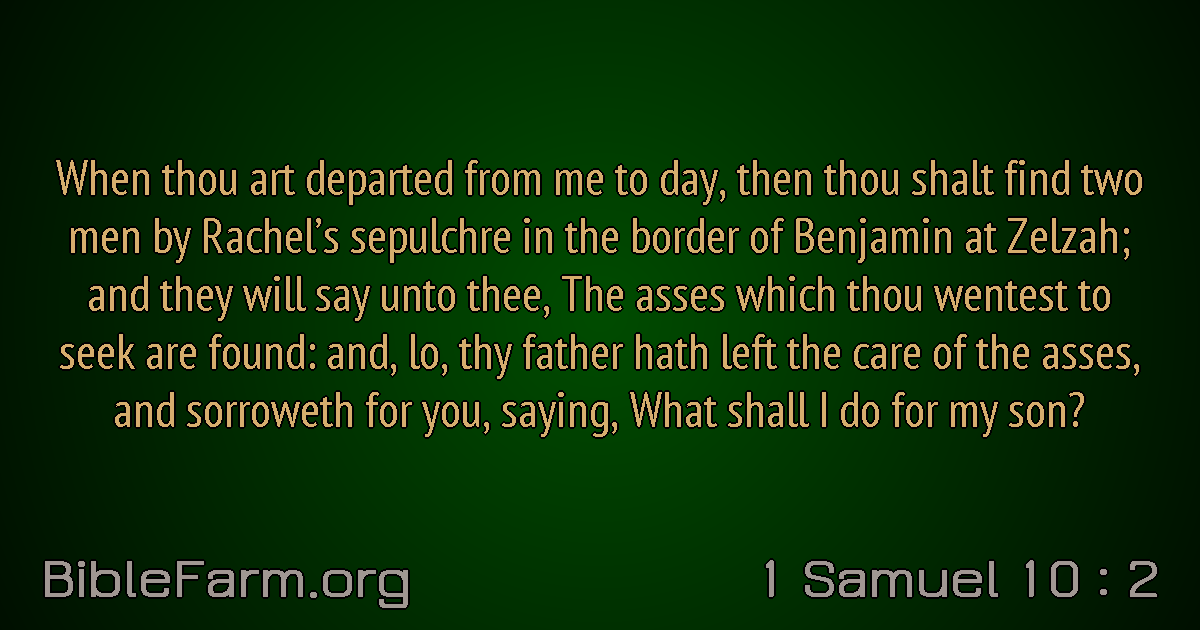 When thou art departed from me to day, then thou shalt find two
men by Rachel’s sepulchre in the border of Benjamin at Zelzah;
and they will say unto thee, The asses which thou wentest to
seek are found: and, lo, thy father hath left the care of the asses,
and sorroweth for you, saying, What shall I do for my son?
BibleFarm.org
1 Samuel 10 : 2